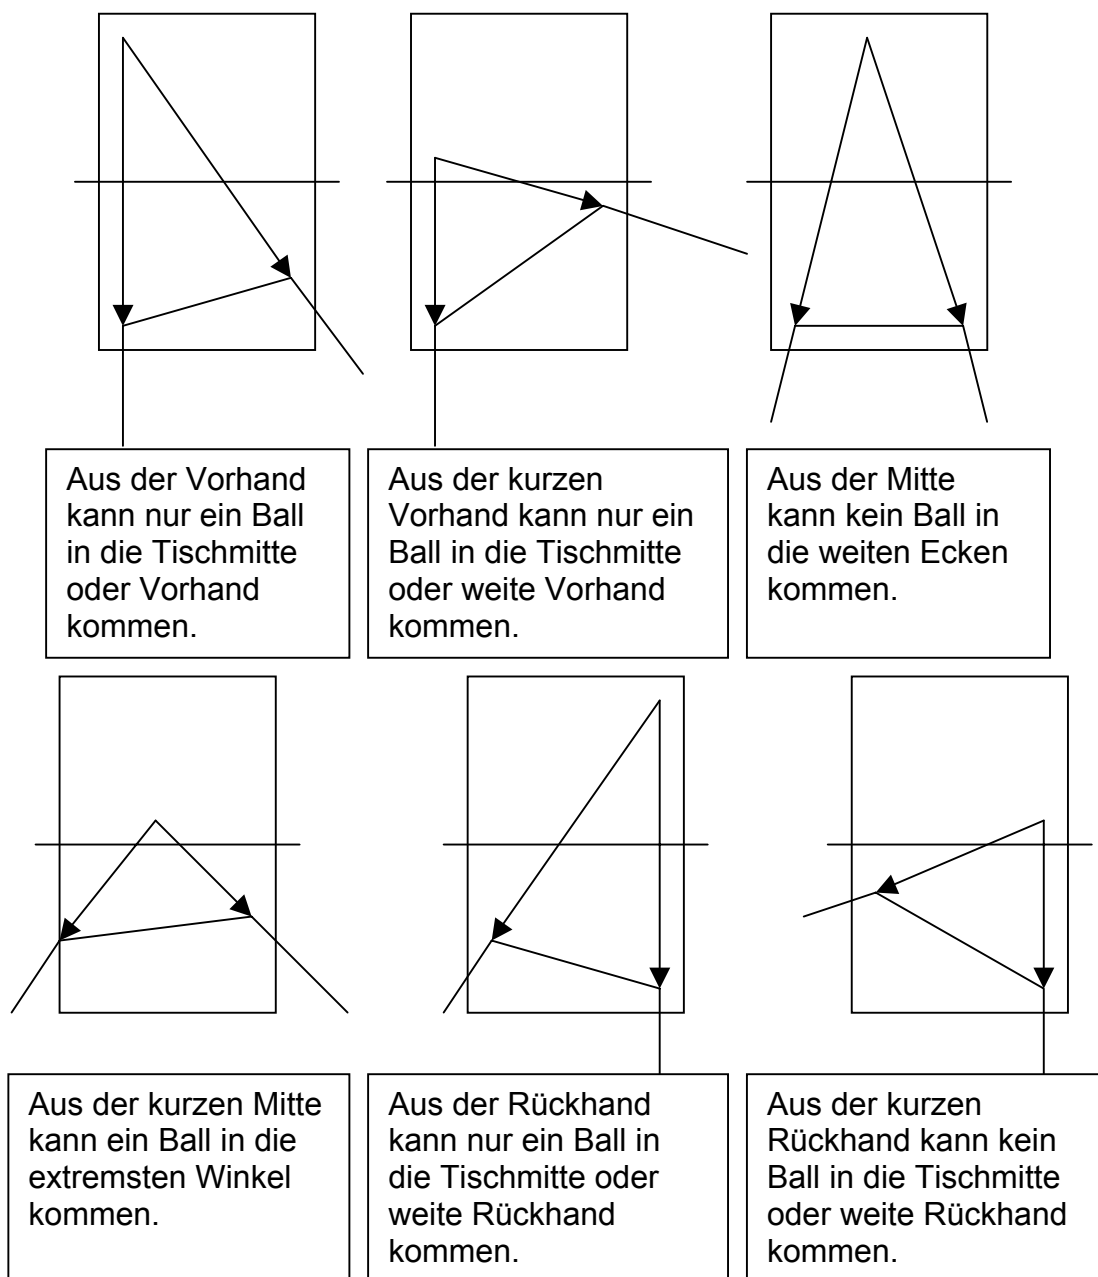 Aus der Vorhand
kann nur ein Ball
in die Tischmitte
oder Vorhand
kommen.
Aus der kurzen
Vorhand kann nur ein
Ball in die Tischmitte
oder weite Vorhand
kommen.
Aus der Mitte
kann kein Ball in
die weiten Ecken
kommen.
Aus der kurzen Mitte
kann ein Ball in die
extremsten Winkel
kommen.
Aus der Rückhand
kann nur ein Ball in
die Tischmitte oder
weite Rückhand
kommen.
Aus der kurzen
Rückhand kann kein
Ball in die Tischmitte
oder weite Rückhand
kommen.